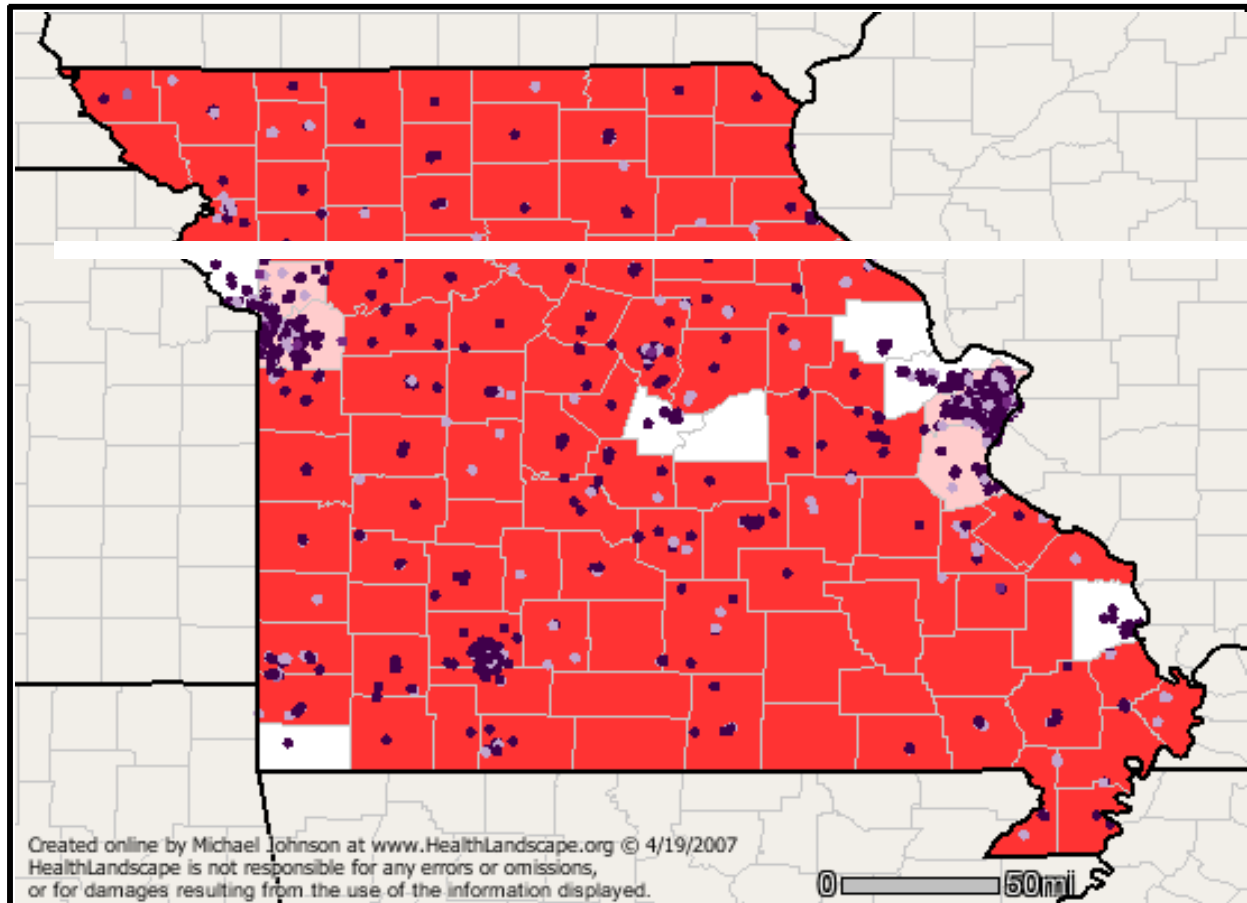 Created online by Michael Johnson at www.HealthLandscape.org © 4/19/2007
HealthLandscape is not responsible for any errors or omissions,
or for damages resulting from the use of the information displayed.
0 50mi